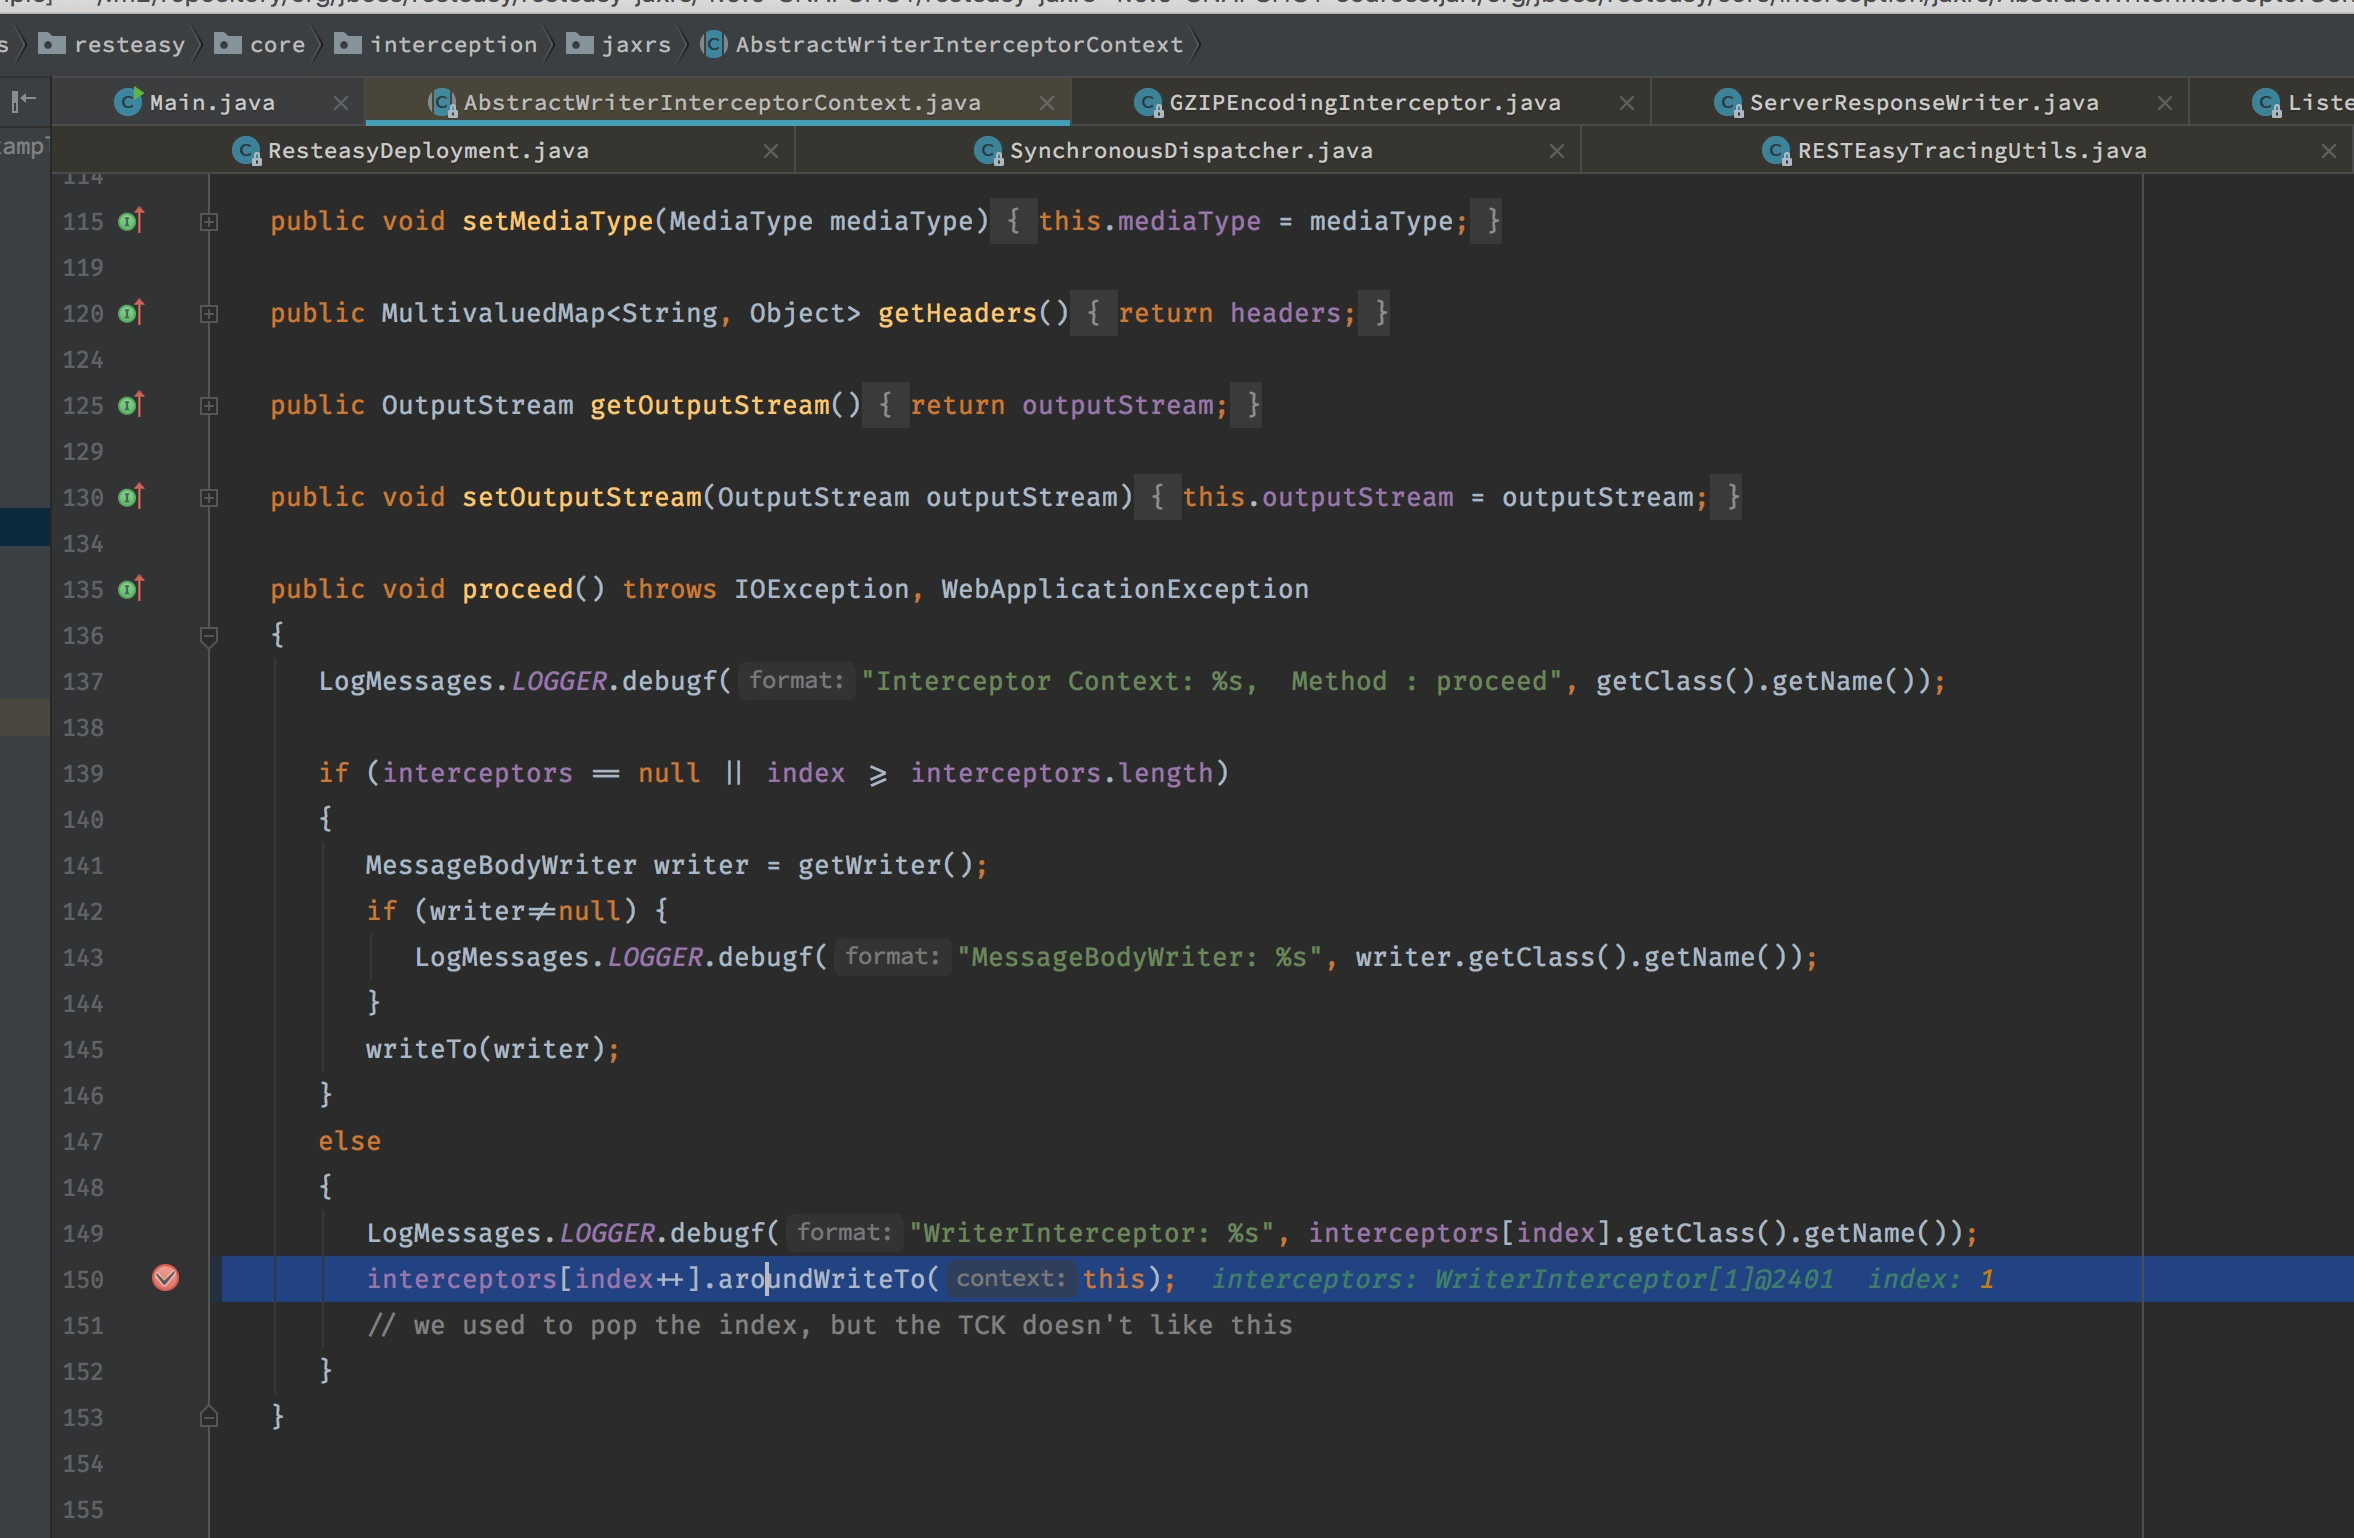 resteasy core interception jaxrs AbstractWriterInterceptorContext
Main.java AbstractWriterInterceptorContext.java GZIPEncodingInterceptor.java ServerResponseWriter.java Liste
ResteasyDeployment.java SynchronousDispatcher.java RESTEasyTracingUtils.java
114
115 public void setMediaType(MediaType mediaType) { this.mediaType = mediaType; }
119
120 public MultivaluedMap<String, Object> getHeaders() { return headers; }
124
125 public OutputStream getOutputStream() { return outputStream; }
129
130 public void setOutputStream(OutputStream outputStream) { this.outputStream = outputStream; }
134
135 public void proceed() throws IOException, WebApplicationException
136 {
137 LogMessages.LOGGER.debugf( format: "Interceptor Context: %s,  Method : proceed", getClass().getName());
138
139 if (interceptors == null || index >= interceptors.length)
140 {
141 MessageBodyWriter writer = getWriter();
142 if (writer!=null) {
143 LogMessages.LOGGER.debugf( format: "MessageBodyWriter: %s", writer.getClass().getName());
144 }
145 writeTo(writer);
146 }
147 else
148 {
149 LogMessages.LOGGER.debugf( format: "WriterInterceptor: %s", interceptors[index].getClass().getName());
150 interceptors[index++].aroundWriteTo( context: this); interceptors: WriterInterceptor[1]@2401 index: 1
151 // we used to pop the index, but the TCK doesn't like this
152 }
153 }
154
155